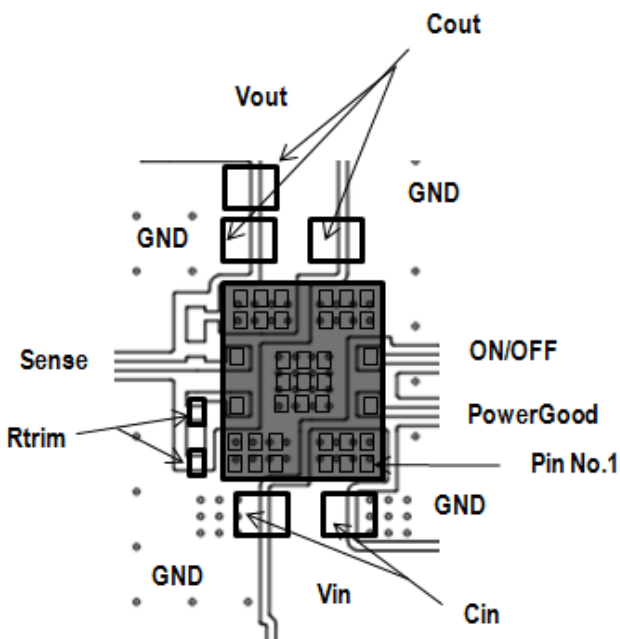 Cout
Vout
GND
GND
Sense
ON/OFF
PowerGood
Rtrim
Pin No.1
GND
GND
Vin
Cin